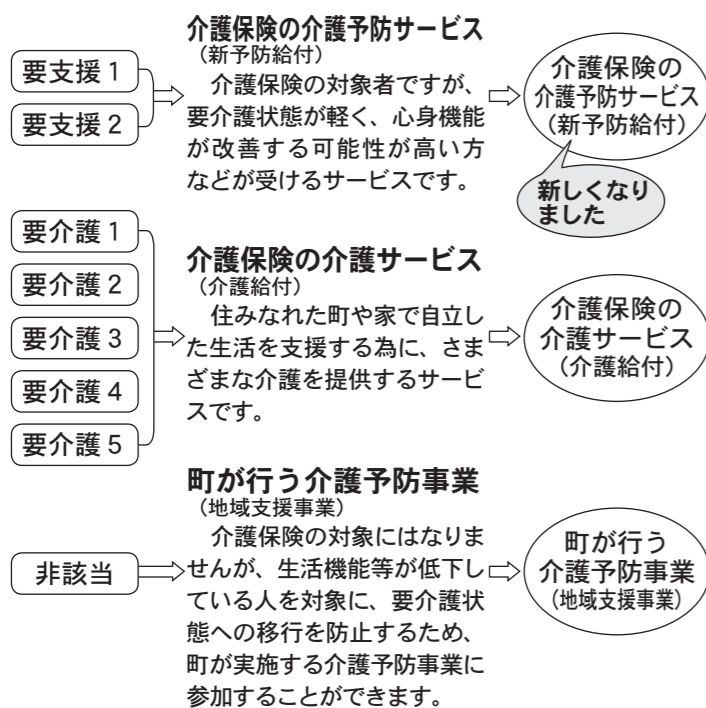 要支援1
要支援2
介護保険の介護予防サービス
（新予防給付）
介護保険の対象者ですが、
要介護状態が軽く、心身機能
が改善する可能性が高い方
などが受けるサービスです。
介護保険の
介護予防サービス
（新予防給付）
新しくなり
ました
要介護1
要介護2
要介護3
要介護4
要介護5
介護保険の介護サービス
（介護給付）
住みなれた町や家で自立し
た生活を支援する為に、さま
ざまな介護を提供するサービ
スです。
介護保険の
介護サービス
（介護給付）
非該当
町が行う介護予防事業
（地域支援事業）
介護保険の対象にはなりま
せんが、生活機能等が低下し
ている人を対象に、要介護状
態への移行を防止するため、
町が実施する介護予防事業に
参加することができます。
町が行う
介護予防事業
（地域支援事業）